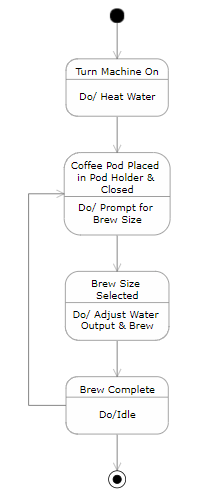 Turn Machine On
Do/ Heat Water
Coffee Pod Placed
in Pod Holder &
Closed
Do/ Prompt for
Brew Size
Brew Size
Selected
Do/ Adjust Water
Output & Brew
Brew Complete
Do/Idle